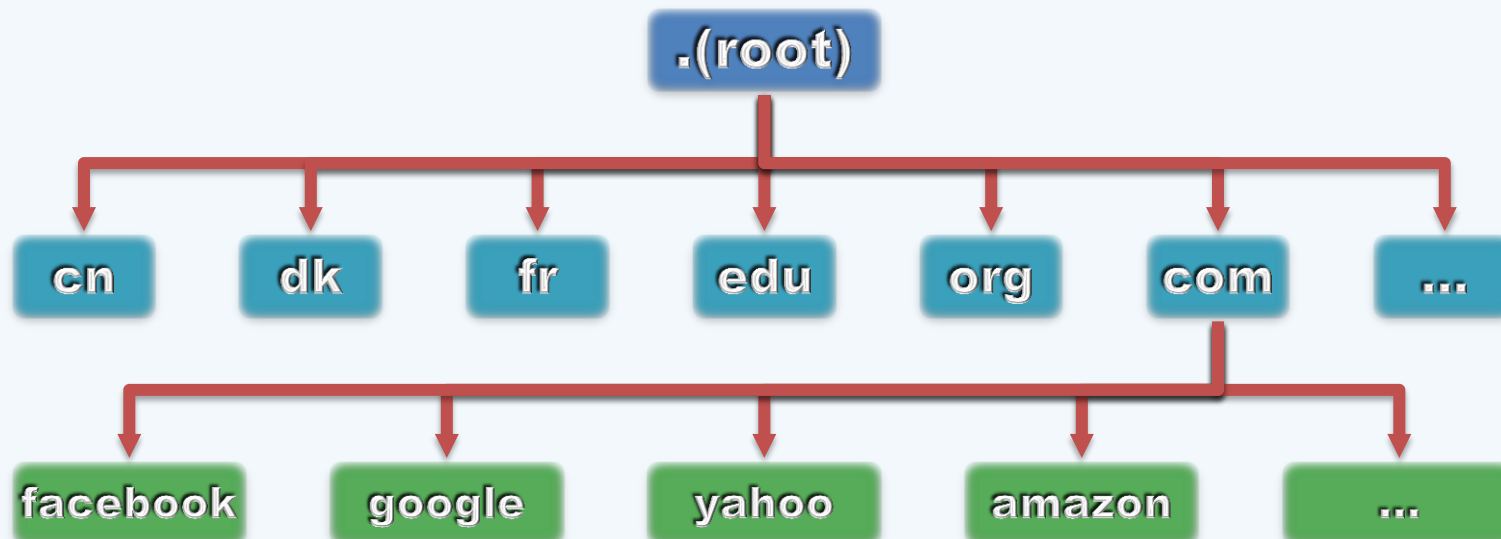 .(root)
cn dk fr edu org com ...
facebook google yahoo amazon ...